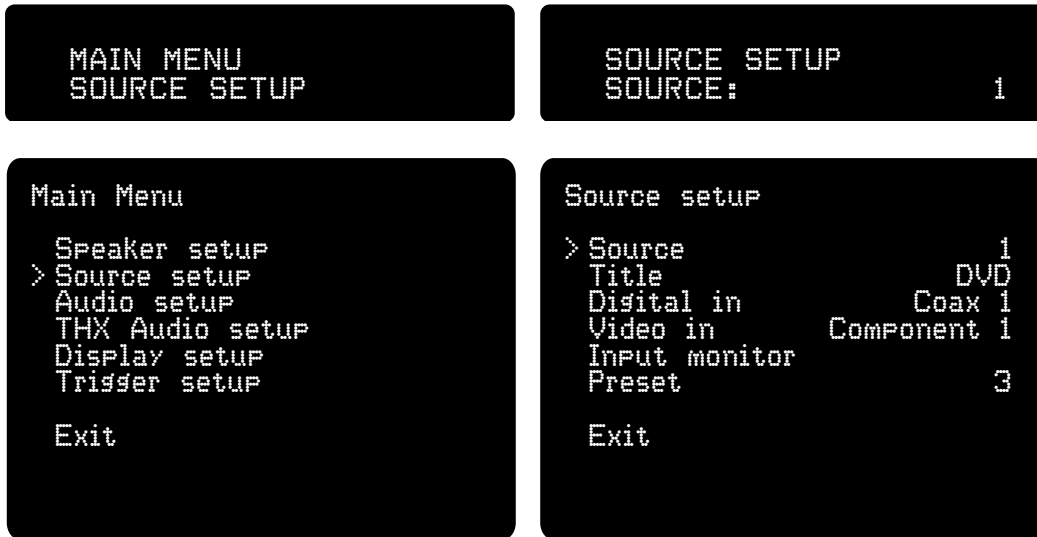 MAIN MENU
SOURCE SETUP
SOURCE SETUP
SOURCE: 1
Main Menu
Speaker setup
> Source setup
Audio setup
THX Audio setup
Display setup
Trigger setup
Exit
Source setup
> Source 1
Title DVD
Digital in Coax 1
Video in Component 1
Input monitor
Preset 3
Exit